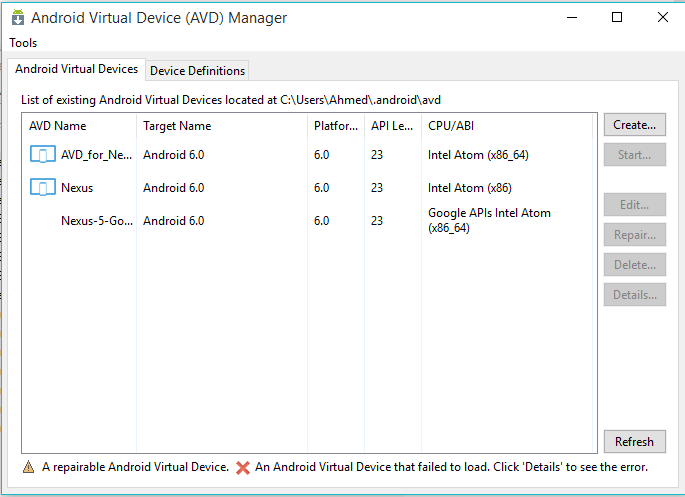 Android Virtual Device (AVD) Manager
Tools
Android Virtual Devices
Device Definitions
List of existing Android Virtual Devices located at C:\Users\Ahmed\.android\avd
AVD Name Target Name Platfor... API Le... CPU/ABI
AVD_for_Ne... Android 6.0 6.0 23 Intel Atom (x86_64)
Nexus Android 6.0 6.0 23 Intel Atom (x86)
Nexus-5-Go... Android 6.0 6.0 23 Google APIs Intel Atom
(x86_64)
Create...
Start...
Edit...
Repair...
Delete...
Details...
Refresh
A repairable Android Virtual Device. An Android Virtual Device that failed to load. Click 'Details' to see the error.